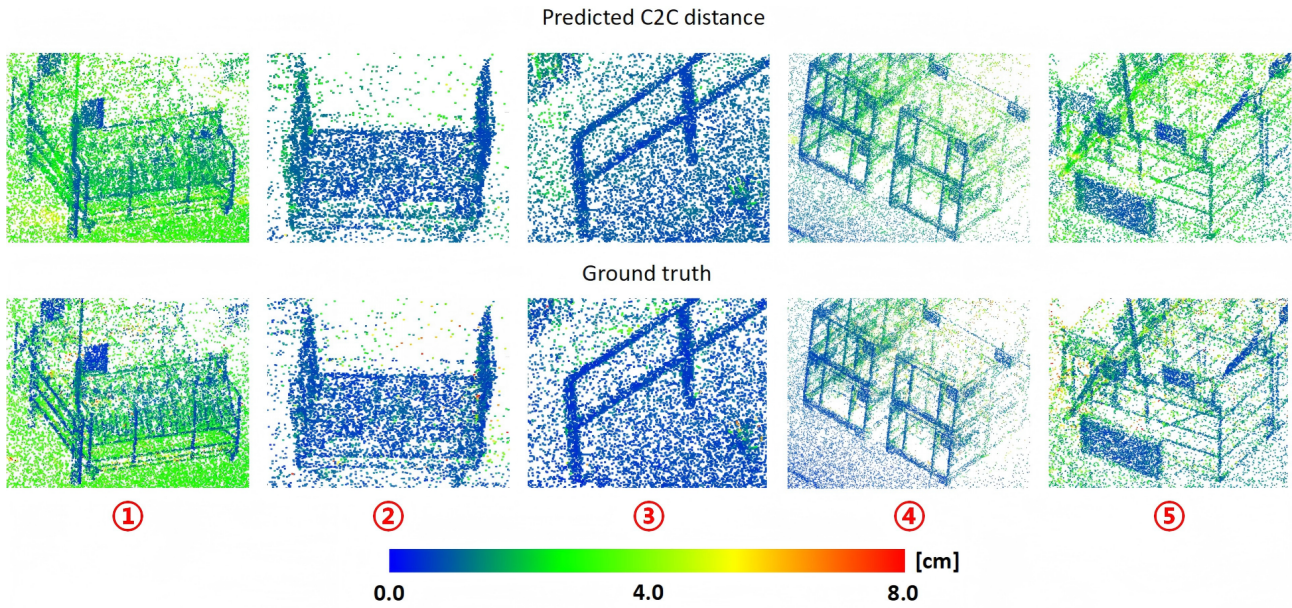 Predicted C2C distance
Ground truth
① ② ③ ④ ⑤
[cm]
0.0 4.0 8.0